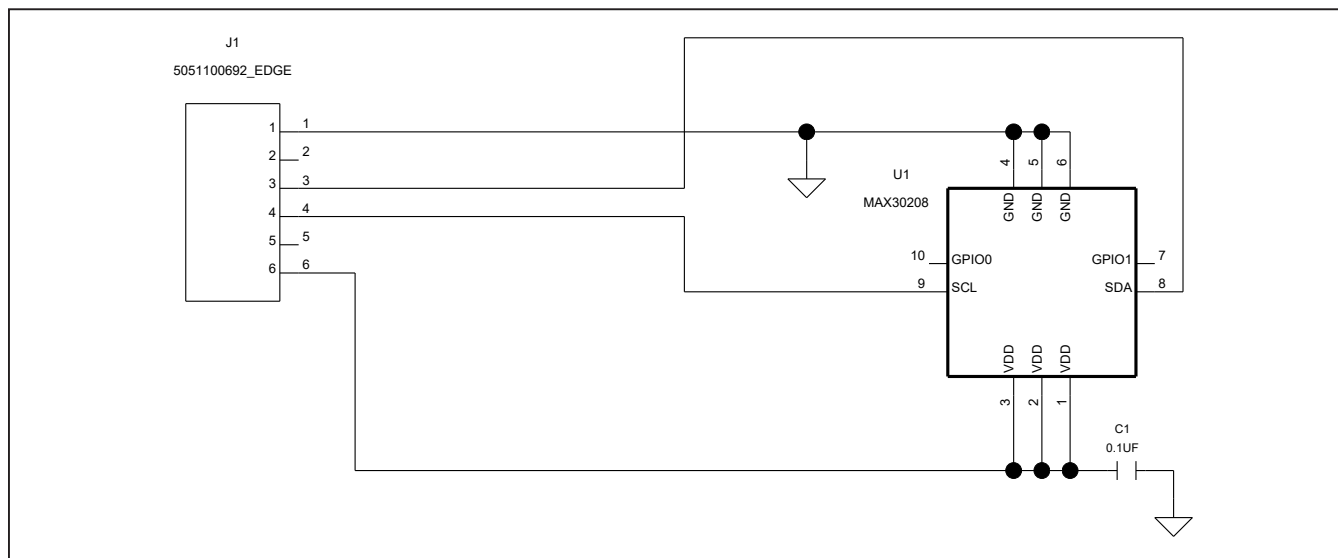 J1
5051100692_EDGE
1 1
2 2
3 3
4 4
5 5
6 6
U1
MAX30208
4 5 6
GND GND GND
10 GPIO0 GPIO1 7
9 SCL SDA 8
VDD VDD VDD
3 2 1
C1
0.1UF